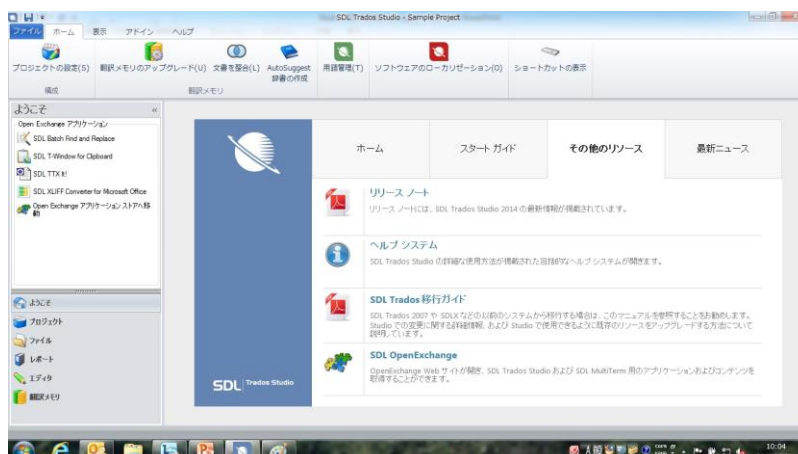 SDL Trados Studio - Sample Project
ファイル ホーム 表示 アドイン ヘルプ
プロジェクトの設定(S) 翻訳メモリのアップグレード(U) 文書を整合(L) AutoSuggest 辞書の作成 用語管理(T) ソフトウェアのローカリゼーション(O) ショートカットの表示
構成 翻訳メモリ
ようこそ
Open Exchange アプリケーション
SDL Batch Find and Replace
SDL T-Window for Clipboard
SDL TTX It!
SDL XLIFF Converter for Microsoft Office
Open Exchange アプリケーション ストアへ移動
ようこそ
プロジェクト
ファイル
レポート
エディタ
翻訳メモリ
SDL Trados Studio
ホーム スタート ガイド その他のリソース 最新ニュース
リリース ノート
リリース ノートには、SDL Trados Studio 2014 の最新情報が掲載されています。
ヘルプ システム
SDL Trados Studio の詳細な使用方法が掲載された包括的なヘルプ システムが開きます。
SDL Trados 移行ガイド
SDL Trados 2007 や SDLX などの以前のシステムから移行する場合は、このマニュアルを参照することをお勧めします。
Studio での変更に関する詳細情報、および Studio で使用できるように既存のリソースをアップグレードする方法について
説明しています。
SDL OpenExchange
OpenExchange Web サイトが開き、SDL Trados Studio および SDL MultiTerm 用のアプリケーションおよびコンテンツを
取得することができます。
10:04